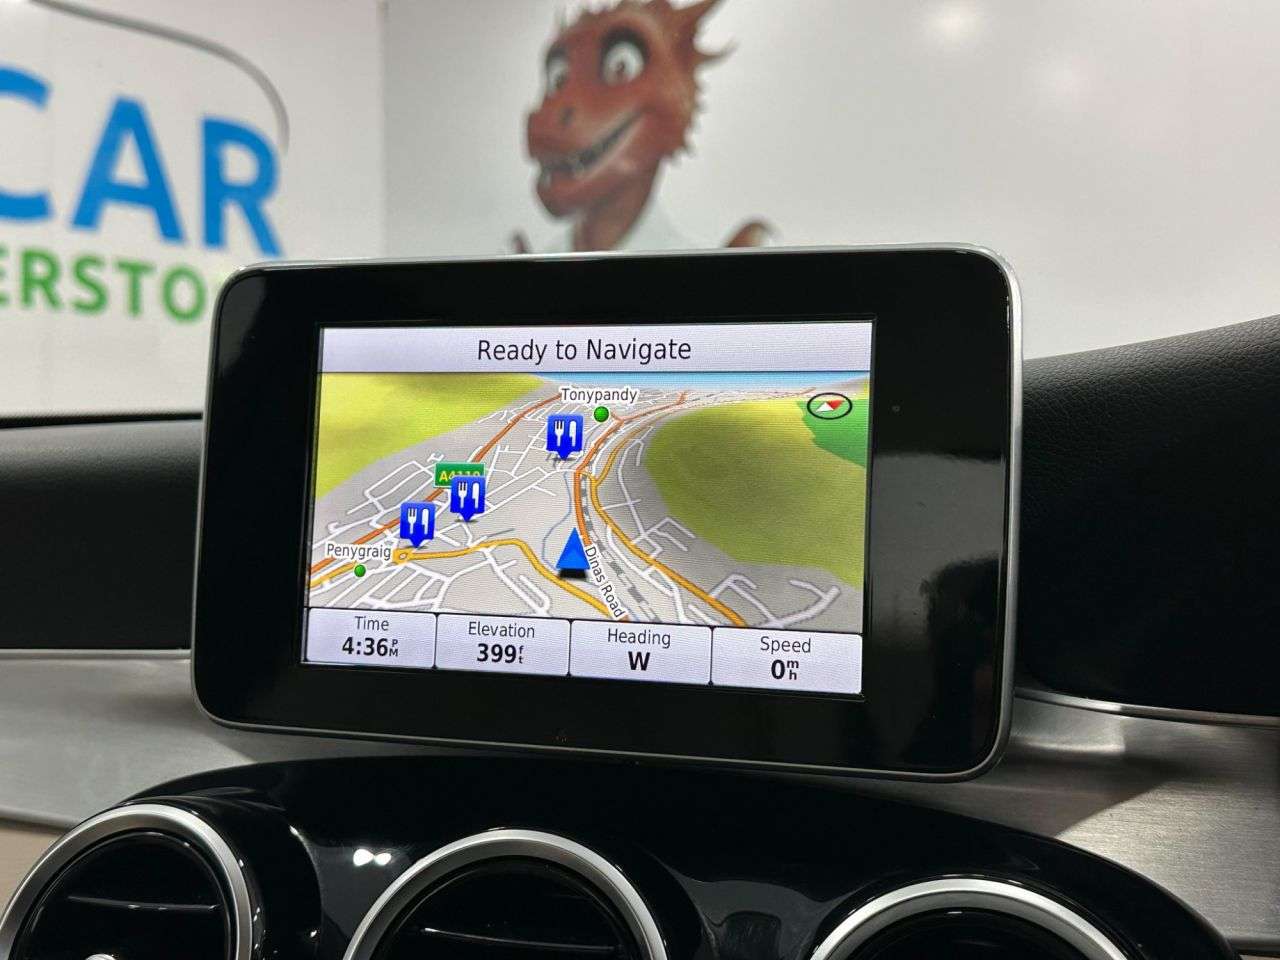 CAR
ERSTO
Ready to Navigate
Tonypandy
Penygraig
Dinas Road
Time
4:36PM
Elevation
399ft
Heading
W
Speed
0mh